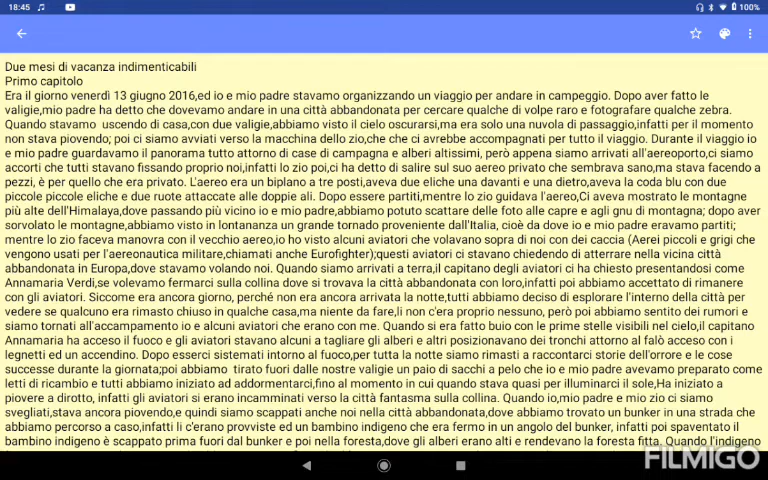 18:45
100%
Due mesi di vacanza indimenticabili
Primo capitolo
Era il giorno venerdì 13 giugno 2016,ed io e mio padre stavamo organizzando un viaggio per andare in campeggio. Dopo aver fatto le
valigie,mio padre ha detto che dovevamo andare in una città abbandonata per cercare qualche di volpe raro e fotografare qualche zebra.
Quando stavamo  uscendo di casa,con due valigie,abbiamo visto il cielo oscurarsi,ma era solo una nuvola di passaggio,infatti per il momento
non stava piovendo; poi ci siamo avviati verso la macchina dello zio,che che ci avrebbe accompagnati per tutto il viaggio. Durante il viaggio io
e mio padre guardavamo il panorama tutto attorno di case di campagna e alberi altissimi, però appena siamo arrivati all'aereoporto,ci siamo
accorti che tutti stavano fissando proprio noi,infatti lo zio poi,ci ha detto di salire sul suo aereo privato che sembrava sano,ma stava facendo a
pezzi, è per quello che era privato. L'aereo era un biplano a tre posti,aveva due eliche una davanti e una dietro,aveva la coda blu con due
piccole piccole eliche e due ruote attaccate alle doppie ali. Dopo essere partiti,mentre lo zio guidava l'aereo,Ci aveva mostrato le montagne
più alte dell'Himalaya,dove passando più vicino io e mio padre,abbiamo potuto scattare delle foto alle capre e agli gnu di montagna; dopo aver
sorvolato le montagne,abbiamo visto in lontananza un grande tornado proveniente dall'Italia, cioè da dove io e mio padre eravamo partiti;
mentre lo zio faceva manovra con il vecchio aereo,io ho visto alcuni aviatori che volavano sopra di noi con dei caccia (Aerei piccoli e grigi che
vengono usati per l'aereonautica militare,chiamati anche Eurofighter);questi aviatori ci stavano chiedendo di atterrare nella vicina città
abbandonata in Europa,dove stavamo volando noi. Quando siamo arrivati a terra,il capitano degli aviatori ci ha chiesto presentandosi come
Annamaria Verdi,se volevamo fermarci sulla collina dove si trovava la città abbandonata con loro,infatti poi abbiamo accettato di rimanere
con gli aviatori. Siccome era ancora giorno, perché non era ancora arrivata la notte,tutti abbiamo deciso di esplorare l'interno della città per
vedere se qualcuno era rimasto chiuso in qualche casa,ma niente da fare,li non c'era proprio nessuno, però poi abbiamo sentito dei rumori e
siamo tornati all'accampamento io e alcuni aviatori che erano con me. Quando si era fatto buio con le prime stelle visibili nel cielo,il capitano
Annamaria ha acceso il fuoco e gli aviatori stavano alcuni a tagliare gli alberi e altri posizionavano dei tronchi attorno al falò acceso con i
legnetti ed un accendino. Dopo esserci sistemati intorno al fuoco,per tutta la notte siamo rimasti a raccontarci storie dell'orrore e le cose
successe durante la giornata;poi abbiamo  tirato fuori dalle nostre valigie un paio di sacchi a pelo che io e mio padre avevamo preparato come
letti di ricambio e tutti abbiamo iniziato ad addormentarci,fino al momento in cui quando stava quasi per illuminarci il sole,Ha iniziato a
piovere a dirotto, infatti gli aviatori si erano incamminati verso la città fantasma sulla collina. Quando io,mio padre e mio zio ci siamo
svegliati,stava ancora piovendo,e quindi siamo scappati anche noi nella città abbandonata,dove abbiamo trovato un bunker in una strada che
abbiamo percorso a caso,infatti li c'erano provviste ed un bambino indigeno che era fermo in un angolo del bunker, infatti poi spaventato il
bambino indigeno è scappato prima fuori dal bunker e poi nella foresta,dove gli alberi erano alti e rendevano la foresta fitta. Quando l'indigeno
FILMIGO